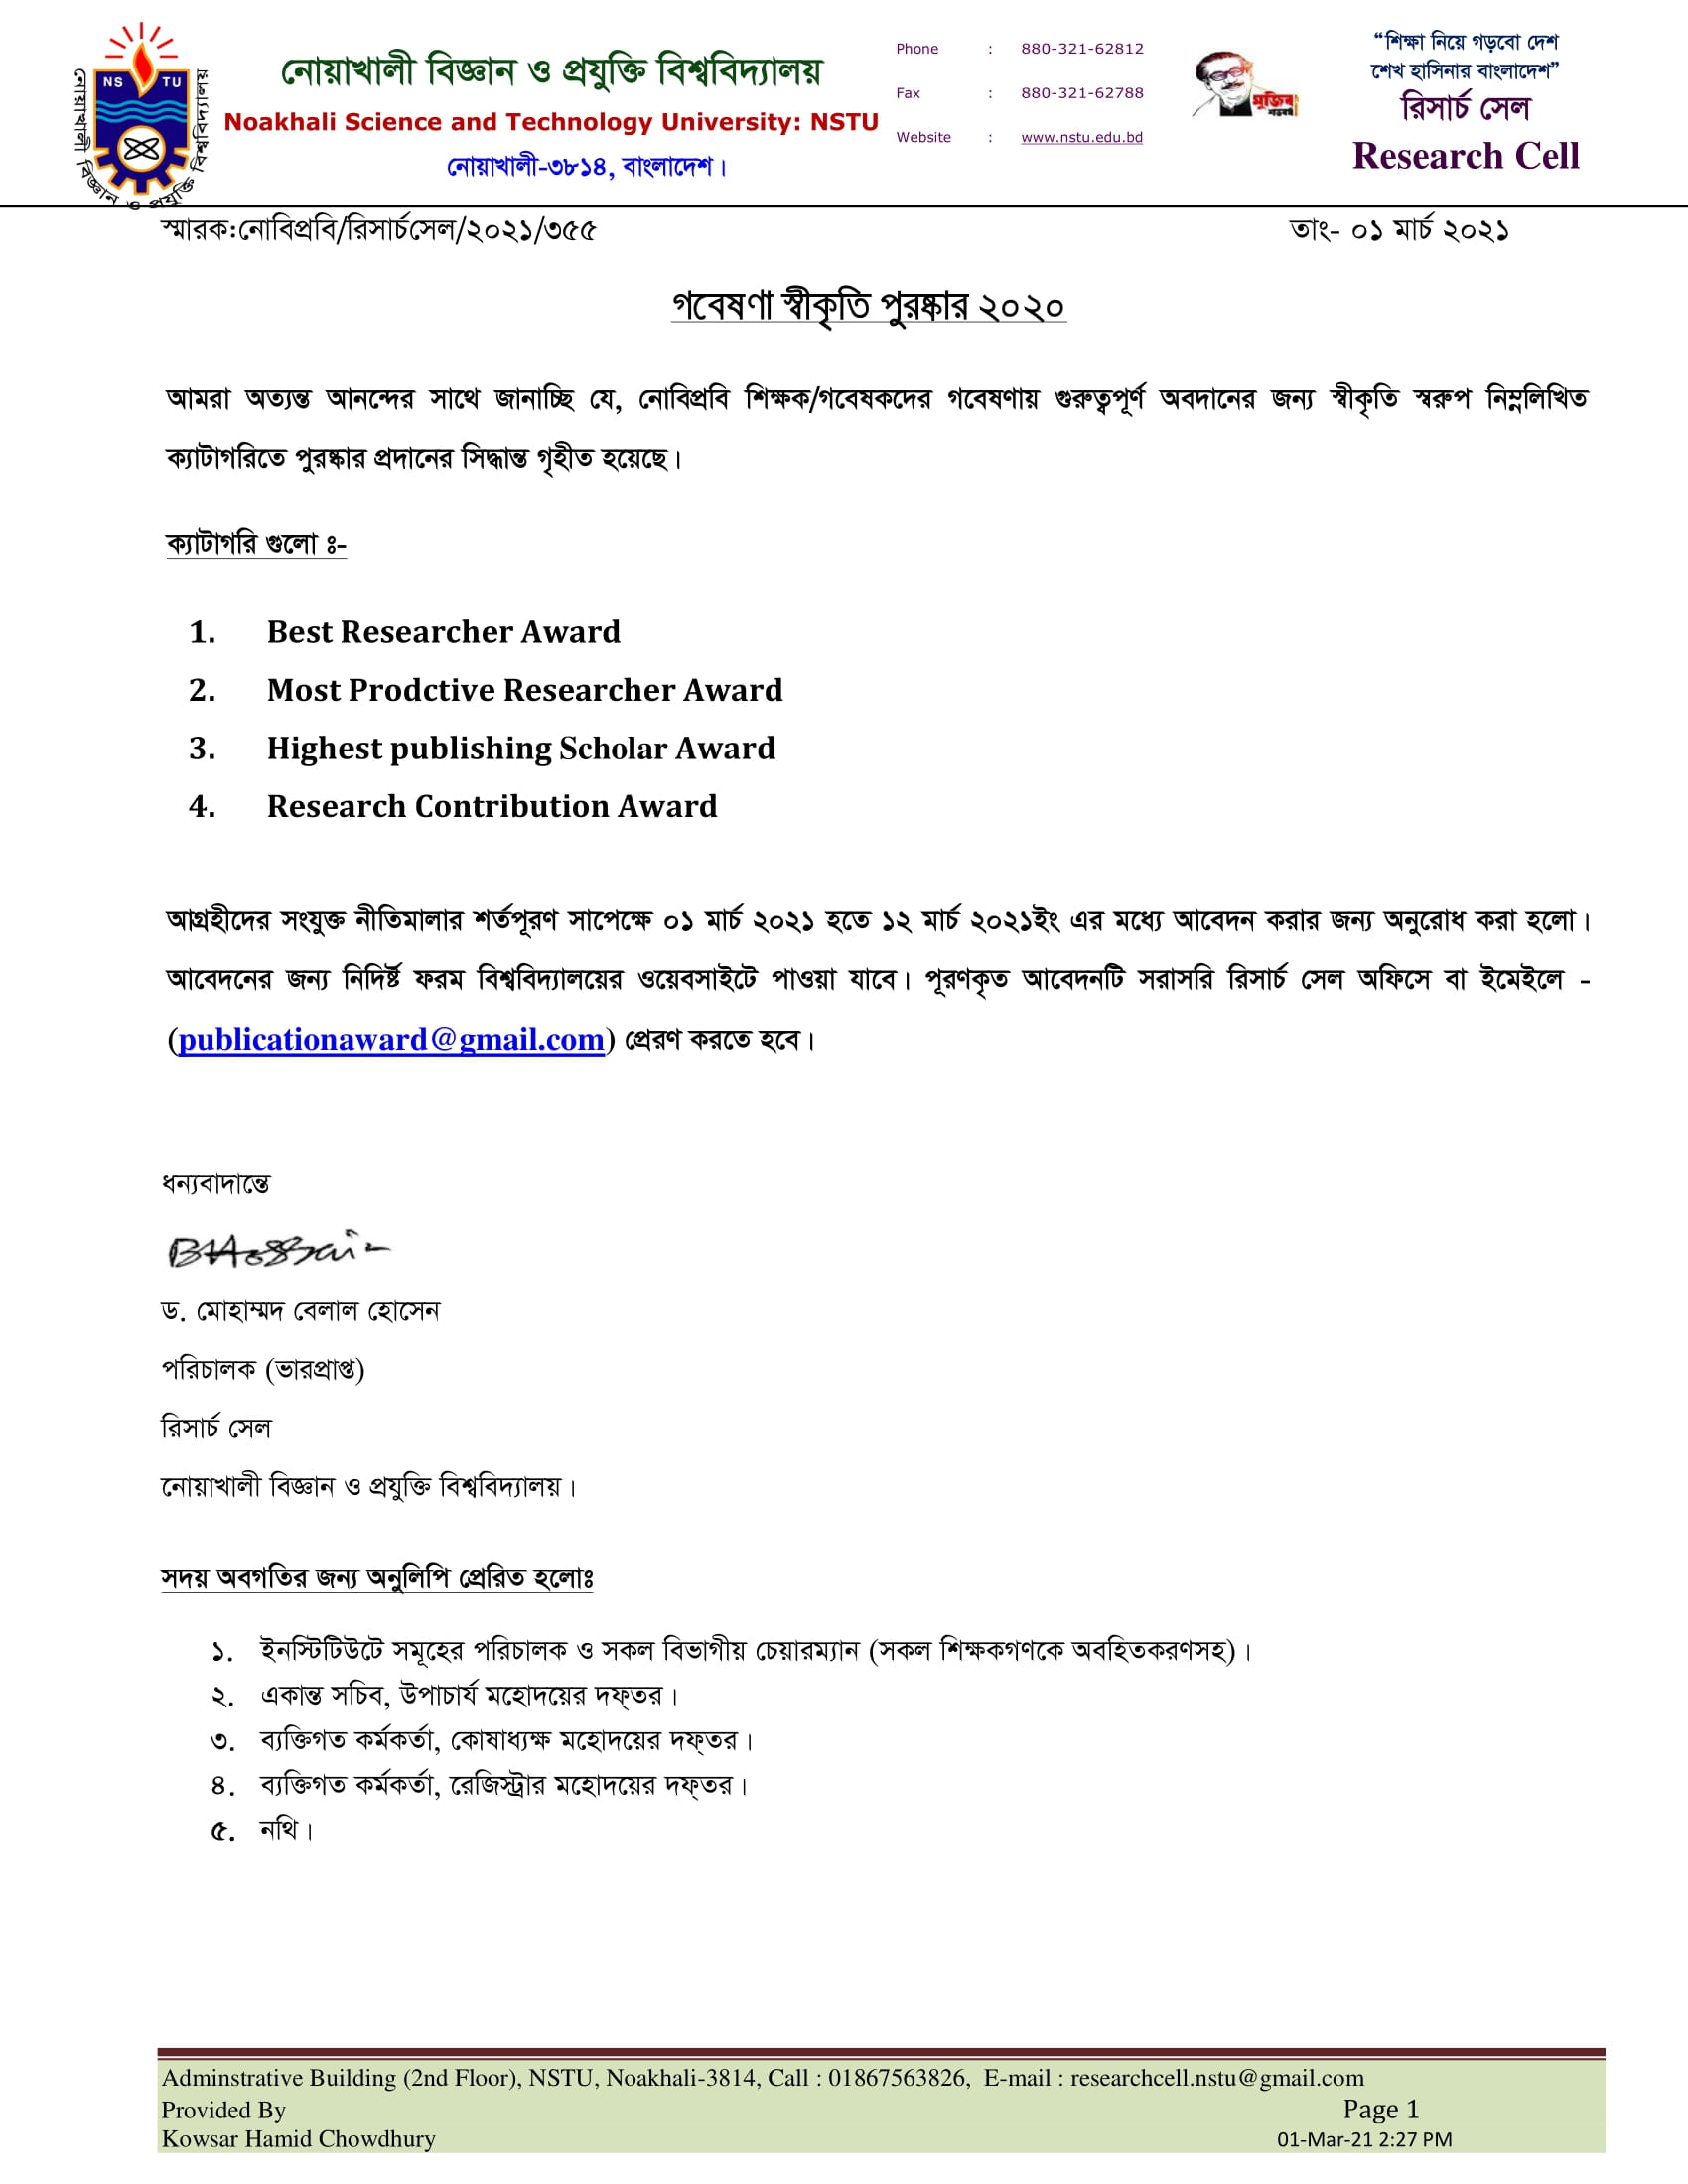 NS TU
নোয়াখালী বিজ্ঞান ও প্রযুক্তি বিশ্ববিদ্যালয়
নোয়াখালী বিজ্ঞান ও প্রযুক্তি বিশ্ববিদ্যালয়
Noakhali Science and Technology University: NSTU
নোয়াখালী-৩৮১৪, বাংলাদেশ।
Phone : 880-321-62812
Fax : 880-321-62788
Website : www.nstu.edu.bd
মুজিব
শতবর্ষ
“শিক্ষা নিয়ে গড়বো দেশ
শেখ হাসিনার বাংলাদেশ”
রিসার্চ সেল
Research Cell
স্মারক:নোবিপ্রবি/রিসার্চসেল/২০২১/৩৫৫ তাং- ০১ মার্চ ২০২১
গবেষণা স্বীকৃতি পুরষ্কার ২০২০
আমরা অত্যন্ত আনন্দের সাথে জানাচ্ছি যে, নোবিপ্রবি শিক্ষক/গবেষকদের গবেষণায় গুরুত্বপূর্ণ অবদানের জন্য স্বীকৃতি স্বরুপ নিম্নলিখিত
ক্যাটাগরিতে পুরষ্কার প্রদানের সিদ্ধান্ত গৃহীত হয়েছে।
ক্যাটাগরি গুলো ঃ-
1. Best Researcher Award
2. Most Prodctive Researcher Award
3. Highest publishing Scholar Award
4. Research Contribution Award
আগ্রহীদের সংযুক্ত নীতিমালার শর্তপূরণ সাপেক্ষে ০১ মার্চ ২০২১ হতে ১২ মার্চ ২০২১ইং এর মধ্যে আবেদন করার জন্য অনুরোধ করা হলো।
আবেদনের জন্য নিদির্ষ্ট ফরম বিশ্ববিদ্যালয়ের ওয়েবসাইটে পাওয়া যাবে। পূরণকৃত আবেদনটি সরাসরি রিসার্চ সেল অফিসে বা ইমেইলে -
(publicationaward@gmail.com) প্রেরণ করতে হবে।
ধন্যবাদান্তে
BHossain
ড. মোহাম্মদ বেলাল হোসেন
পরিচালক (ভারপ্রাপ্ত)
রিসার্চ সেল
নোয়াখালী বিজ্ঞান ও প্রযুক্তি বিশ্ববিদ্যালয়।
সদয় অবগতির জন্য অনুলিপি প্রেরিত হলোঃ
১. ইনস্টিটিউটে সমূহের পরিচালক ও সকল বিভাগীয় চেয়ারম্যান (সকল শিক্ষকগণকে অবহিতকরণসহ)।
২. একান্ত সচিব, উপাচার্য মহোদয়ের দফ্তর।
৩. ব্যক্তিগত কর্মকর্তা, কোষাধ্যক্ষ মহোদয়ের দফ্তর।
৪. ব্যক্তিগত কর্মকর্তা, রেজিস্ট্রার মহোদয়ের দফ্তর।
৫. নথি।
Adminstrative Building (2nd Floor), NSTU, Noakhali-3814, Call : 01867563826, E-mail : researchcell.nstu@gmail.com
Provided By Page 1
Kowsar Hamid Chowdhury 01-Mar-21 2:27 PM